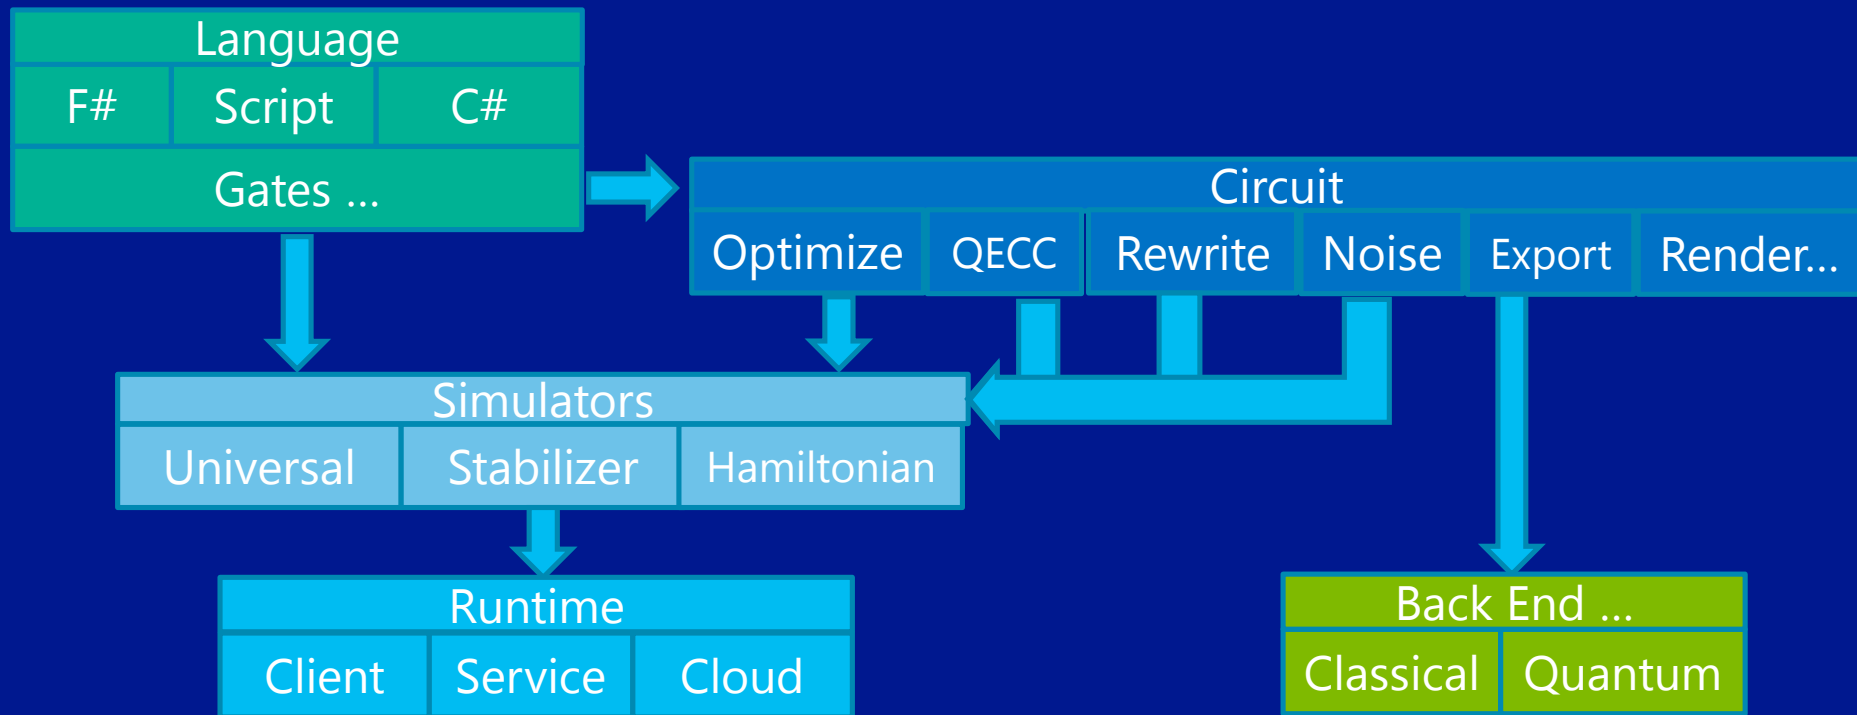 Language
F# Script C#
Gates ...
Circuit
Optimize QECC Rewrite Noise Export Render...
Simulators
Universal Stabilizer Hamiltonian
Runtime
Client Service Cloud
Back End ...
Classical Quantum